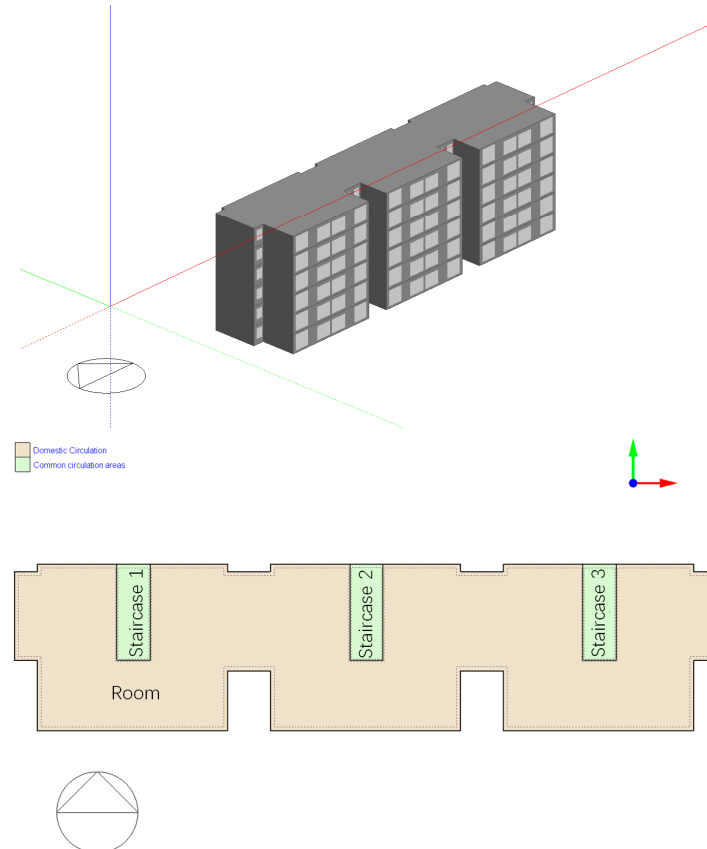 Domestic Circulation
Common circulation areas
Staircase 1
Staircase 2
Staircase 3
Room